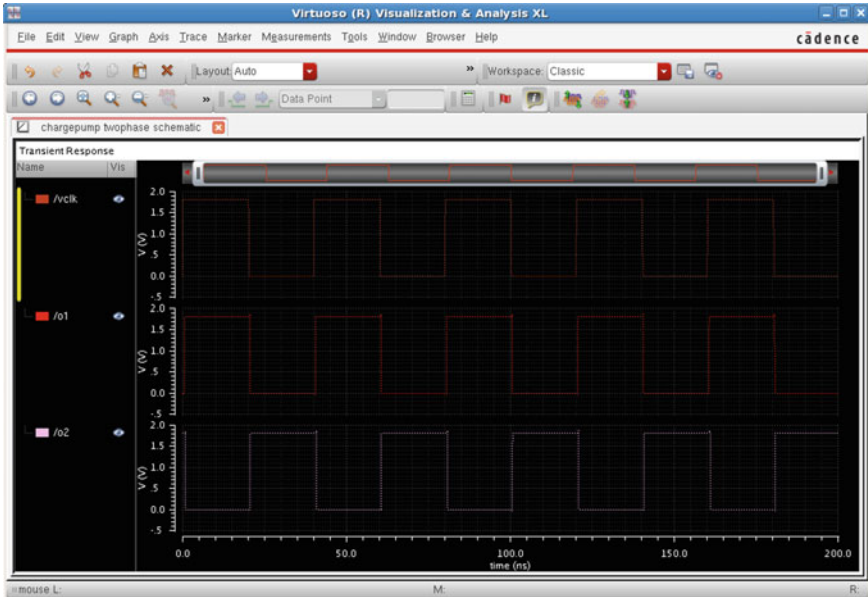 Virtuoso (R) Visualization & Analysis XL
File Edit View Graph Axis Trace Marker Measurements Tools Window Browser Help
cādence
Layout: Auto
» Workspace: Classic
» Data Point
chargepump twophase schematic
Transient Response
Name Vis
/vclk
2.0
1.5
1.0
.5
0.0
-.5
V (V)
/o1
2.0
1.5
1.0
.5
0.0
-.5
V (V)
/o2
2.0
1.5
1.0
.5
0.0
-.5
V (V)
0.0 50.0 100.0 150.0 200.0
time (ns)
mouse L: M: R: